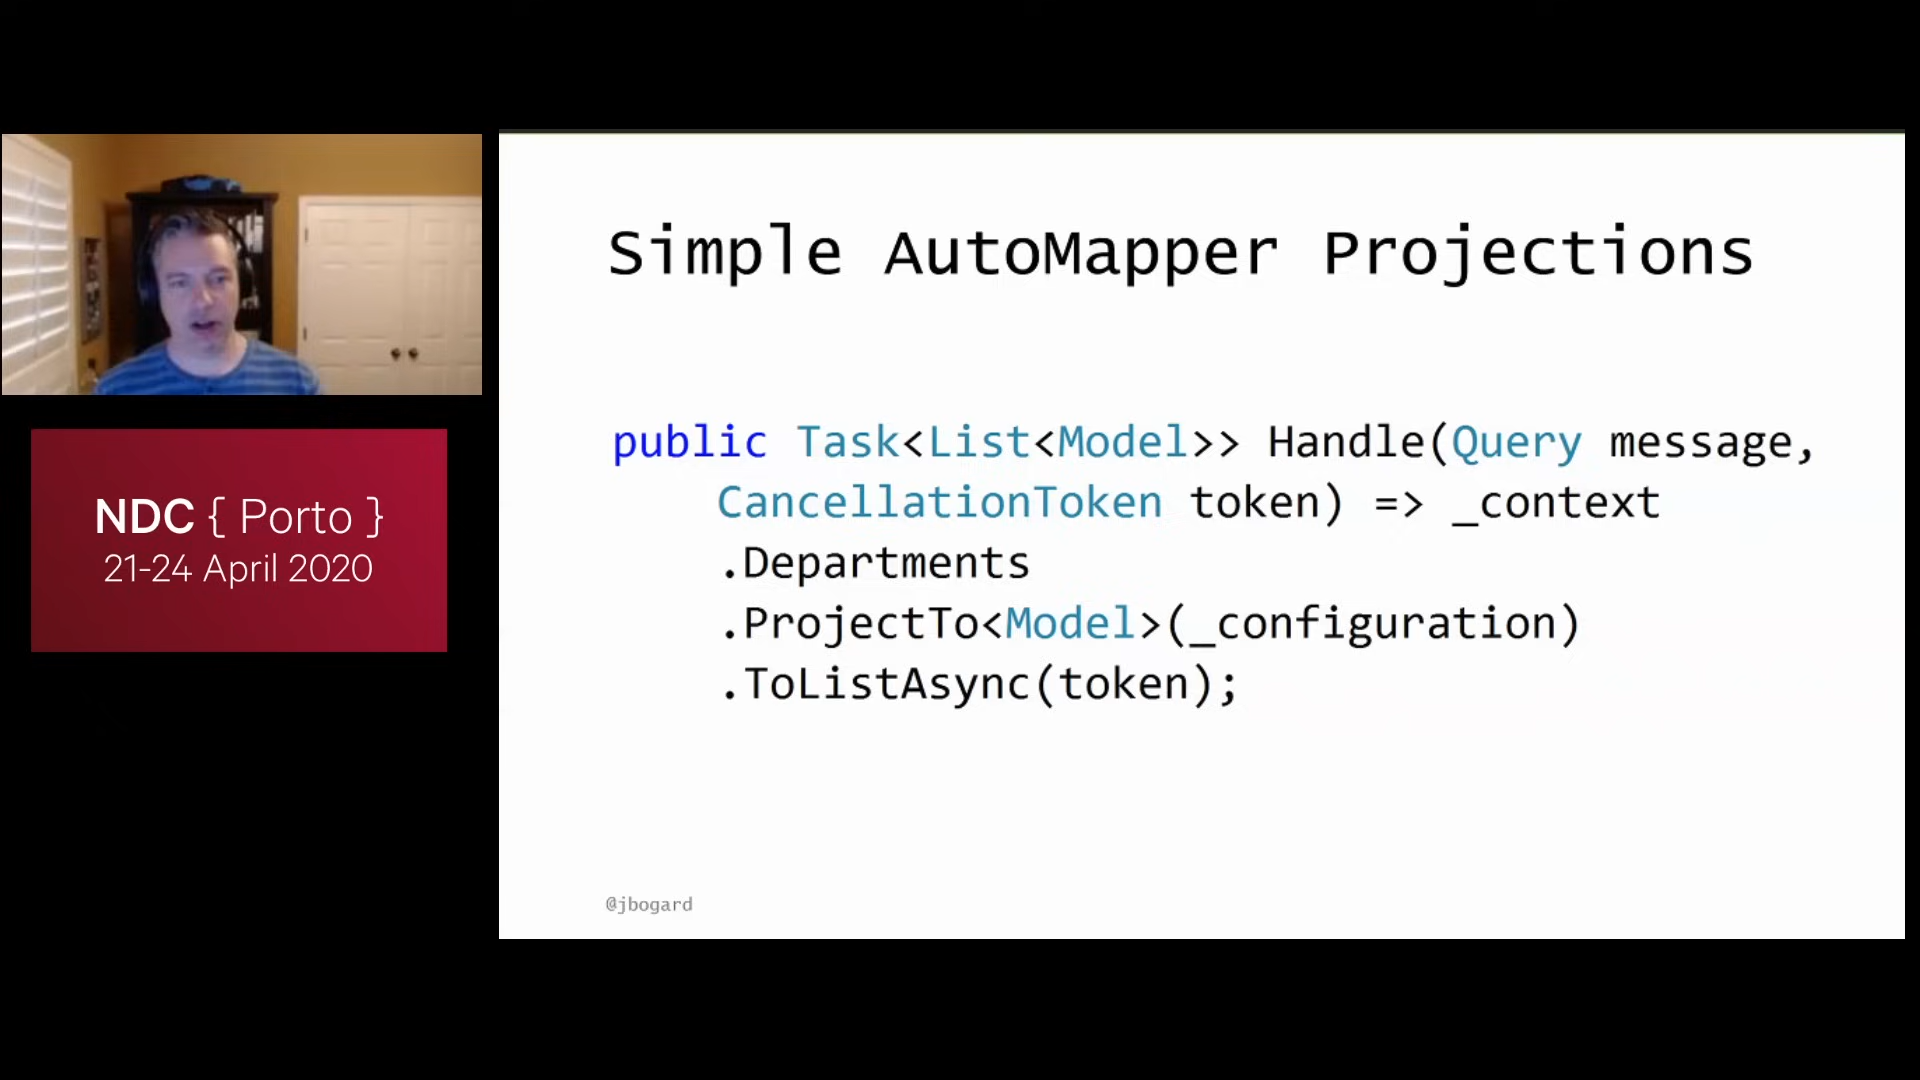 Simple AutoMapper Projections
public Task<List<Model>> Handle(Query message,
CancellationToken token) => _context
.Departments
.ProjectTo<Model>(_configuration)
.ToListAsync(token);
@jbogard
NDC { Porto }
21-24 April 2020